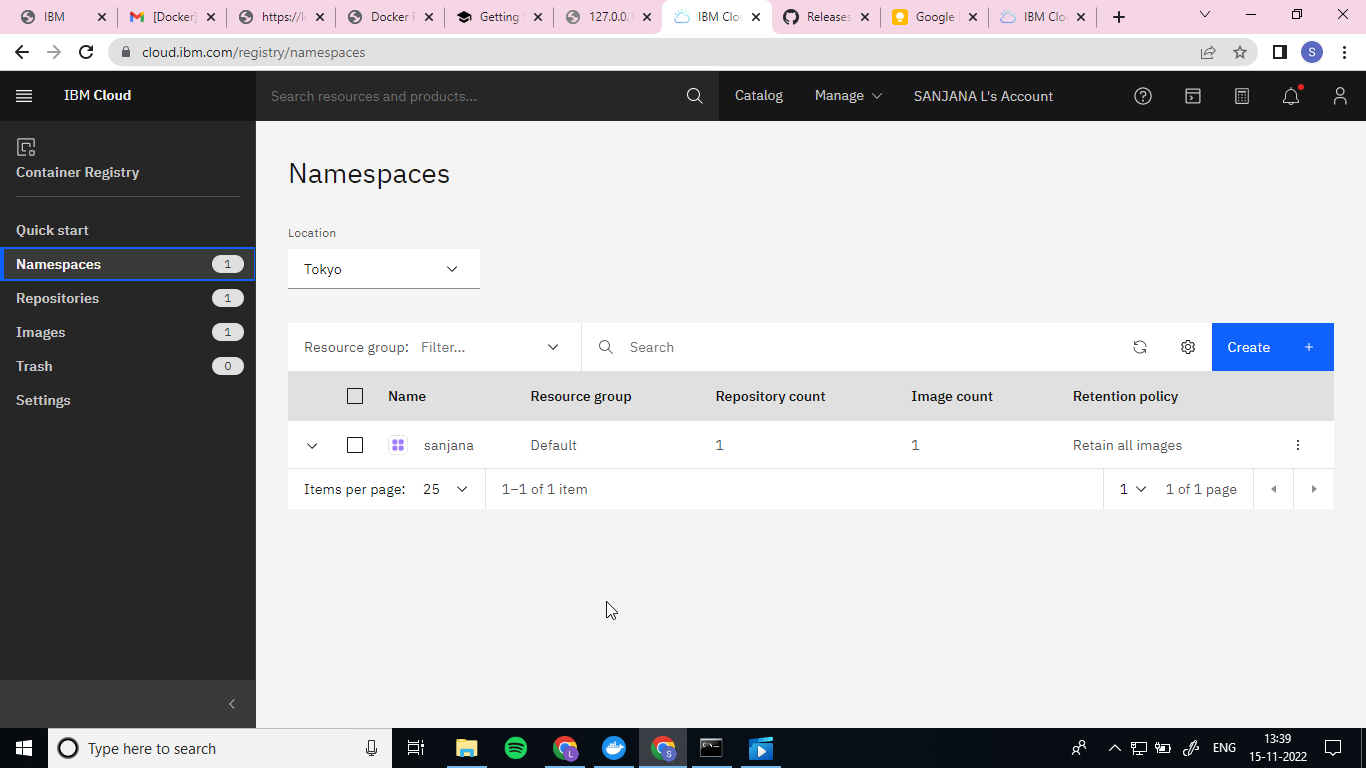 IBM
[Docker]
https://l
Docker
Getting
127.0.0.1
IBM Clo
Releases
Google
IBM Clo
cloud.ibm.com/registry/namespaces
S
IBM Cloud
Search resources and products...
Catalog
Manage
SANJANA L's Account
Container Registry
Quick start
Namespaces 1
Repositories 1
Images 1
Trash 0
Settings
Namespaces
Location
Tokyo
Resource group: Filter...
Search
Create +
Name Resource group Repository count Image count Retention policy
sanjana Default 1 1 Retain all images
Items per page: 25 1–1 of 1 item 1 1 of 1 page
Type here to search
L
S
ENG
13:39
15-11-2022